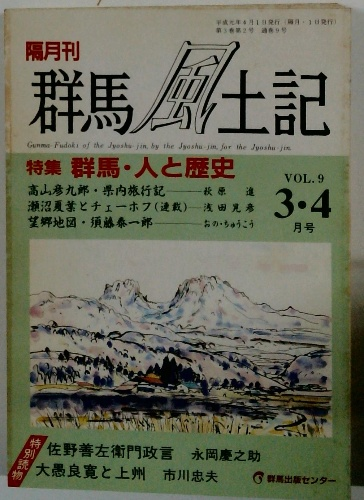 平成元年4月1日発行(隔月・1日発行)
第3巻第2号 通巻9号
隔月刊
群馬風土記
Gunma-Fudoki of the Jyoshu-jin, by the Jyoshu-jin, for the Jyoshu-jin.
特集 群馬・人と歴史
VOL.9
3・4
月号
高山彦九郎・県内旅行記──萩原 進
瀬沼夏葉とチェーホフ(連載)─浅田晃彦
望郷地図・須藤泰一郎──おの・ちゅうこう
特別読物
佐野善左衛門政言 永岡慶之助
大愚良寛と上州 市川忠夫
群馬出版センター